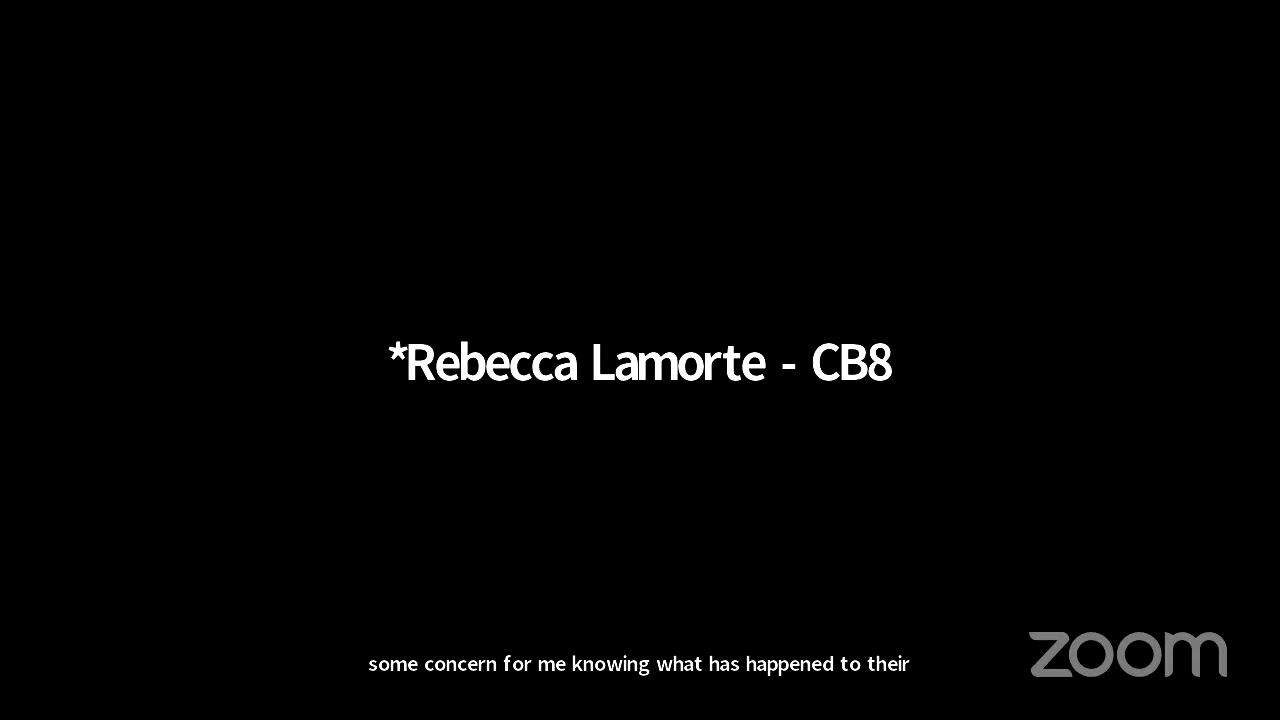 *Rebecca Lamorte - CB8
some concern for me knowing what has happened to their
zoom